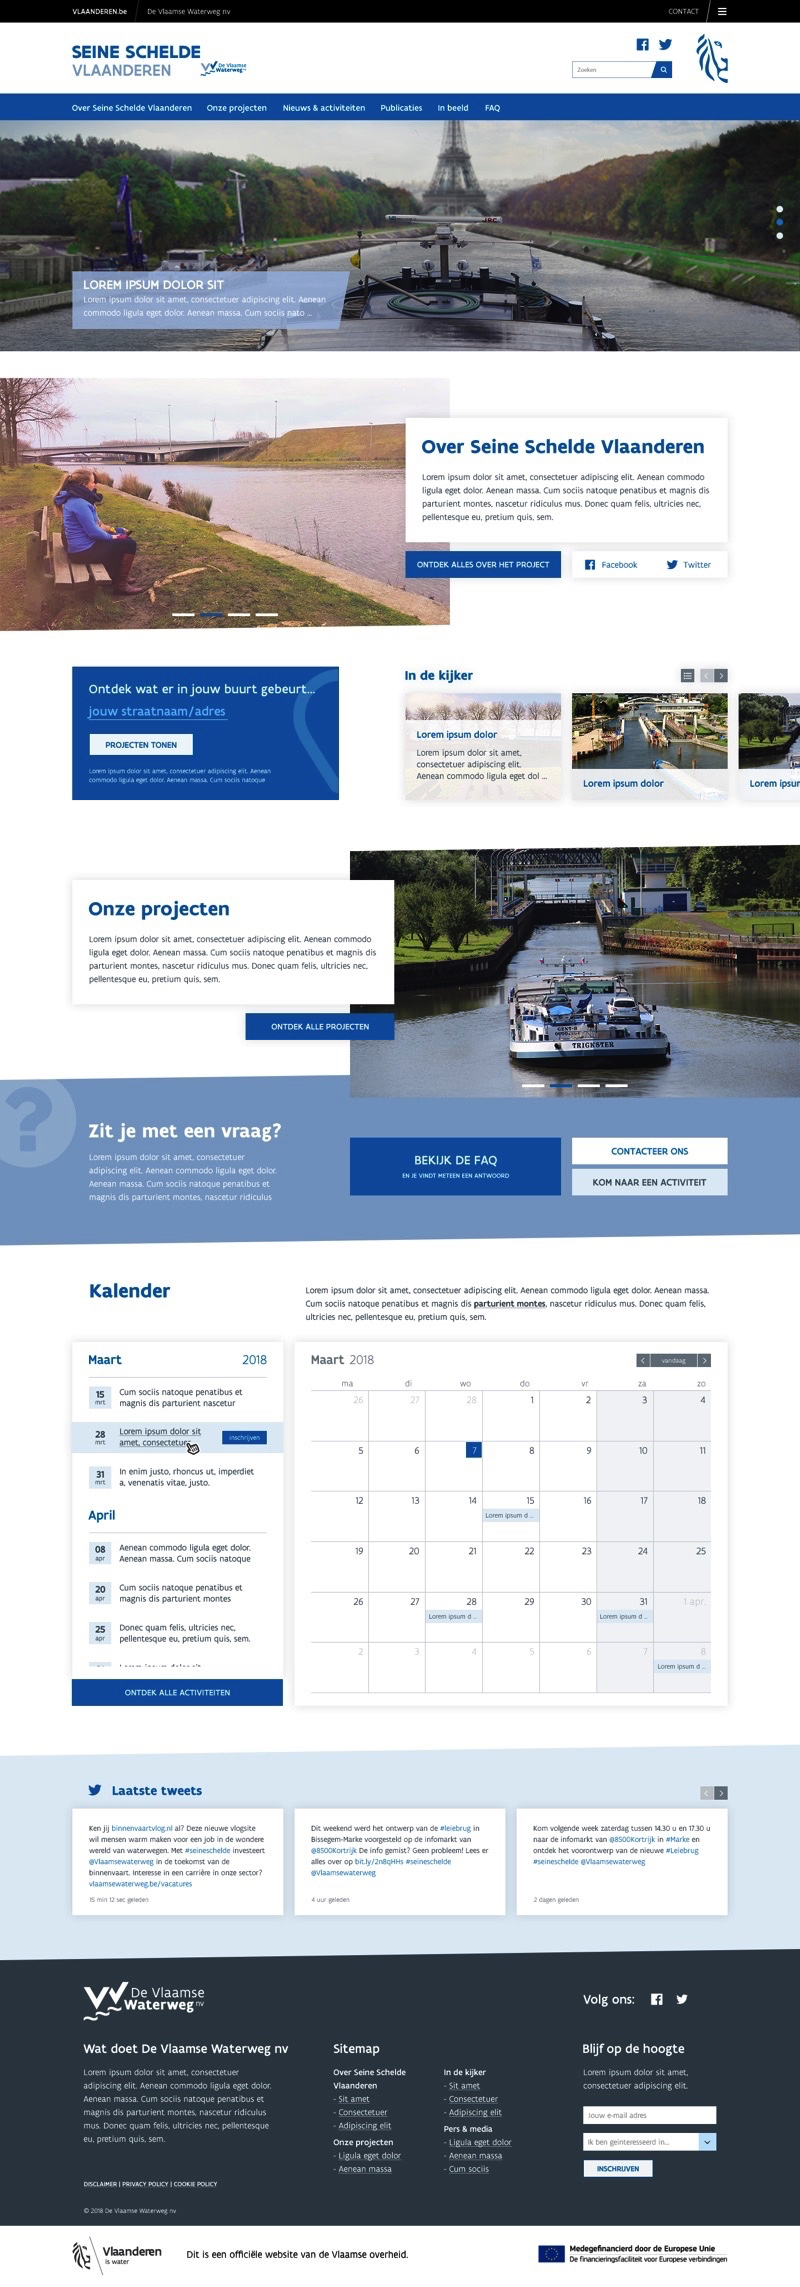 VLAANDEREN.be
De Vlaamse Waterweg nv
CONTACT
SEINE SCHELDE
VLAANDEREN
De Vlaamse
Waterweg nv
Zoeken
Over Seine Schelde Vlaanderen
Onze projecten
Nieuws & activiteiten
Publicaties
In beeld
FAQ
LOREM IPSUM DOLOR SIT
Lorem ipsum dolor sit amet, consectetuer adipiscing elit. Aenean
commodo ligula eget dolor. Aenean massa. Cum sociis nato ...
Over Seine Schelde Vlaanderen
Lorem ipsum dolor sit amet, consectetuer adipiscing elit. Aenean commodo
ligula eget dolor. Aenean massa. Cum sociis natoque penatibus et magnis dis
parturient montes, nascetur ridiculus mus. Donec quam felis, ultricies nec,
pellentesque eu, pretium quis, sem.
ONTDEK ALLES OVER HET PROJECT
Facebook
Twitter
Ontdek wat er in jouw buurt gebeurt...
jouw straatnaam/adres
PROJECTEN TONEN
Lorem ipsum dolor sit amet, consectetuer adipiscing elit. Aenean
commodo ligula eget dolor. Aenean massa. Cum sociis natoque
In de kijker
Lorem ipsum dolor
Lorem ipsum dolor sit amet,
consectetuer adipiscing elit.
Aenean commodo ligula eget dol ...
Lorem ipsum dolor
Lorem ipsur
Onze projecten
Lorem ipsum dolor sit amet, consectetuer adipiscing elit. Aenean commodo
ligula eget dolor. Aenean massa. Cum sociis natoque penatibus et magnis dis
parturient montes, nascetur ridiculus mus. Donec quam felis, ultricies nec,
pellentesque eu, pretium quis, sem.
ONTDEK ALLE PROJECTEN
TRIGKSTER
Zit je met een vraag?
Lorem ipsum dolor sit amet, consectetuer
adipiscing elit. Aenean commodo ligula eget dolor.
Aenean massa. Cum sociis natoque penatibus et
magnis dis parturient montes, nascetur ridiculus
BEKIJK DE FAQ
EN JE VINDT METEEN EEN ANTWOORD
CONTACTEER ONS
KOM NAAR EEN ACTIVITEIT
Kalender
Lorem ipsum dolor sit amet, consectetuer adipiscing elit. Aenean commodo ligula eget dolor. Aenean massa.
Cum sociis natoque penatibus et magnis dis parturient montes, nascetur ridiculus mus. Donec quam felis,
ultricies nec, pellentesque eu, pretium quis, sem.
Maart 2018
15 mrt
Cum sociis natoque penatibus et
magnis dis parturient nascetur
28 mrt
Lorem ipsum dolor sit
amet, consectetuer
inschrijven
31 mrt
In enim justo, rhoncus ut, imperdiet
a, venenatis vitae, justo.
April
08 apr
Aenean commodo ligula eget dolor.
Aenean massa. Cum sociis natoque
20 apr
Cum sociis natoque penatibus et
magnis dis parturient montes
25 apr
Donec quam felis, ultricies nec,
pellentesque eu, pretium quis, sem.
ONTDEK ALLE ACTIVITEITEN
Maart 2018
vandaag
ma di wo do vr za zo
26 27 28 1 2 3 4
5 6 7 8 9 10 11
12 13 14 15 16 17 18
Lorem ipsum d ...
19 20 21 22 23 24 25
26 27 28 29 30 31 1 apr.
Lorem ipsum d ...
Lorem ipsum d ...
2 3 4 5 6 7 8
Lorem ipsum d ...
Laatste tweets
Ken jij binnenvaartvlog.nl al? Deze nieuwe vlogsite
wil mensen warm maken voor een job in de wondere
wereld van waterwegen. Met #seineschelde investeert
@Vlaamsewaterweg in de toekomst van de
binnenvaart. Interesse in een carrière in onze sector?
vlaamsewaterweg.be/vacatures
15 min 12 sec geleden
Dit weekend werd het ontwerp van de #leiebrug in
Bissegem-Marke voorgesteld op de infomarkt van
@8500Kortrijk De info gemist? Geen probleem! Lees er
alles over op bit.ly/2nBqHHs #seineschelde
@Vlaamsewaterweg
4 uur geleden
Kom volgende week zaterdag tussen 14.30 u en 17.30 u
naar de infomarkt van @8500Kortrijk in #Marke en
ontdek het voorontwerp van de nieuwe #Leiebrug
#seineschelde @Vlaamsewaterweg
2 dagen geleden
De Vlaamse
Waterweg nv
Volg ons:
Wat doet De Vlaamse Waterweg nv
Lorem ipsum dolor sit amet, consectetuer
adipiscing elit. Aenean commodo ligula eget dolor.
Aenean massa. Cum sociis natoque penatibus et
magnis dis parturient montes, nascetur ridiculus
mus. Donec quam felis, ultricies nec, pellentesque
eu, pretium quis, sem.
DISCLAIMER | PRIVACY POLICY | COOKIE POLICY
© 2018 De Vlaamse Waterweg nv
Sitemap
Over Seine Schelde
Vlaanderen
- Sit amet
- Consectetuer
- Adipiscing elit
Onze projecten
- Ligula eget dolor
- Aenean massa
In de kijker
- Sit amet
- Consectetuer
- Adipiscing elit
Pers & media
- Ligula eget dolor
- Aenean massa
- Cum sociis
Blijf op de hoogte
Lorem ipsum dolor sit amet,
consectetuer adipiscing elit.
Jouw e-mail adres
Ik ben geinteresseerd in...
INSCHRIJVEN
Vlaanderen
is water
Dit is een officiële website van de Vlaamse overheid.
Medegefinancierd door de Europese Unie
De financieringsfaciliteit voor Europese verbindingen